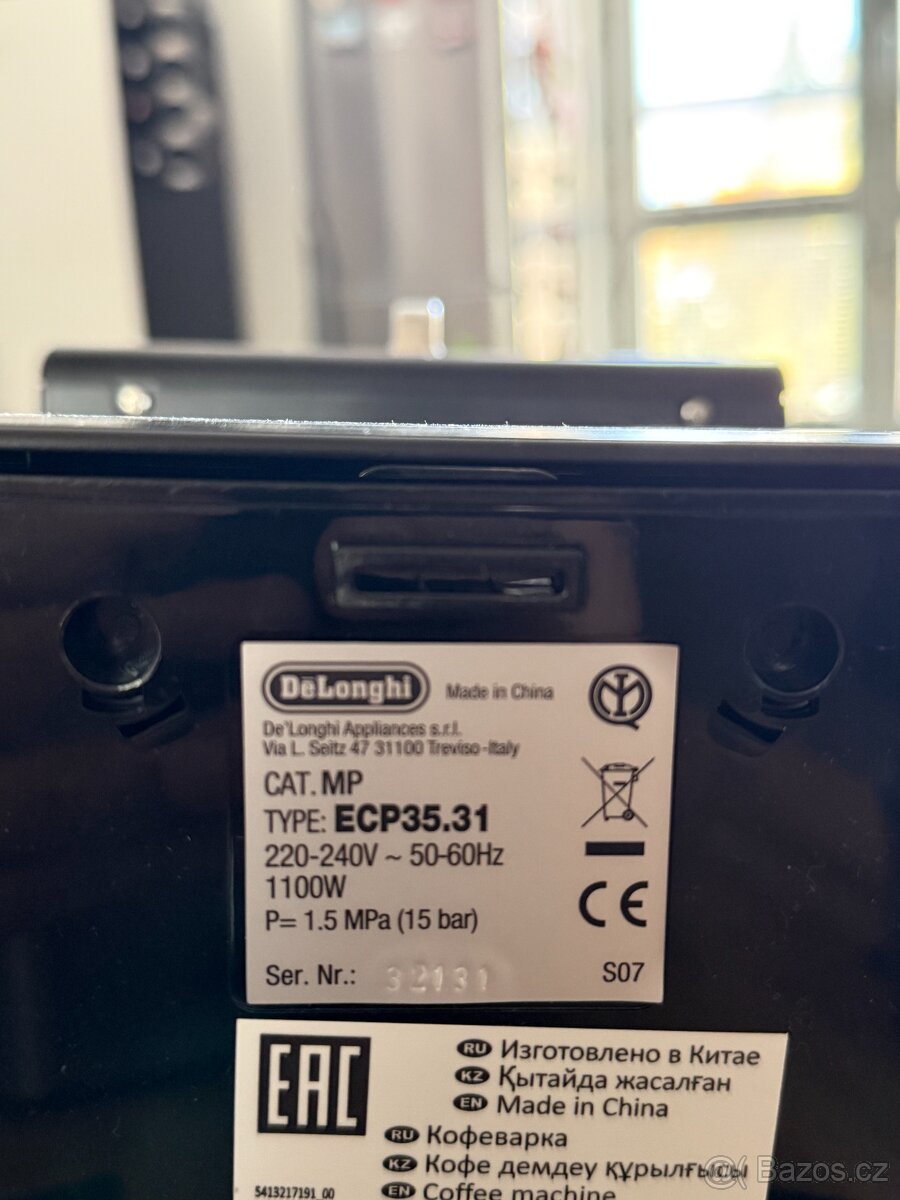 DēLonghi Made in China
De'Longhi Appliances s.r.l.
Via L. Seitz 47 31100 Treviso-Italy
CAT. MP
TYPE: ECP35.31
220-240V ~ 50-60Hz
1100W
P= 1.5 MPa (15 bar)
CE
Ser. Nr.: 32131 S07
EAC
RU Изготовлено в Китае
KZ Қытайда жасалған
EN Made in China
RU Кофеварка
KZ Кофе демдеу құрылғысы
5413217191_00 EN Coffee machine
Bazos.cz